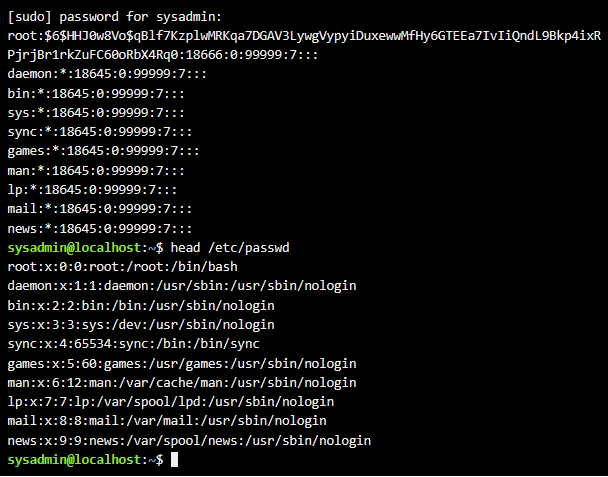 [sudo] password for sysadmin:
root:$6$HHJ0w8Vo$qBlf7KzplwMRKqa7DGAV3LywgVypyiDuxewwMfHy6GTEEa7IvIiQndL9Bkp4ixR
PjrjBr1rkZuFC60oRbX4Rq0:18666:0:99999:7:::
daemon:*:18645:0:99999:7:::
bin:*:18645:0:99999:7:::
sys:*:18645:0:99999:7:::
sync:*:18645:0:99999:7:::
games:*:18645:0:99999:7:::
man:*:18645:0:99999:7:::
lp:*:18645:0:99999:7:::
mail:*:18645:0:99999:7:::
news:*:18645:0:99999:7:::
sysadmin@localhost:~$ head /etc/passwd
root:x:0:0:root:/root:/bin/bash
daemon:x:1:1:daemon:/usr/sbin:/usr/sbin/nologin
bin:x:2:2:bin:/bin:/usr/sbin/nologin
sys:x:3:3:sys:/dev:/usr/sbin/nologin
sync:x:4:65534:sync:/bin:/bin/sync
games:x:5:60:games:/usr/games:/usr/sbin/nologin
man:x:6:12:man:/var/cache/man:/usr/sbin/nologin
lp:x:7:7:lp:/var/spool/lpd:/usr/sbin/nologin
mail:x:8:8:mail:/var/mail:/usr/sbin/nologin
news:x:9:9:news:/var/spool/news:/usr/sbin/nologin
sysadmin@localhost:~$